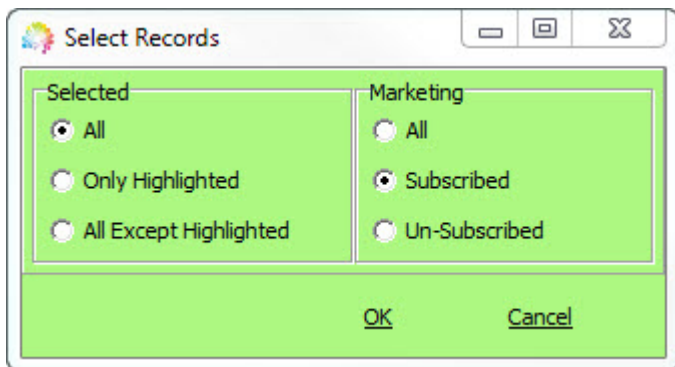 Select Records
Selected
All
Only Highlighted
All Except Highlighted
Marketing
All
Subscribed
Un-Subscribed
OK Cancel